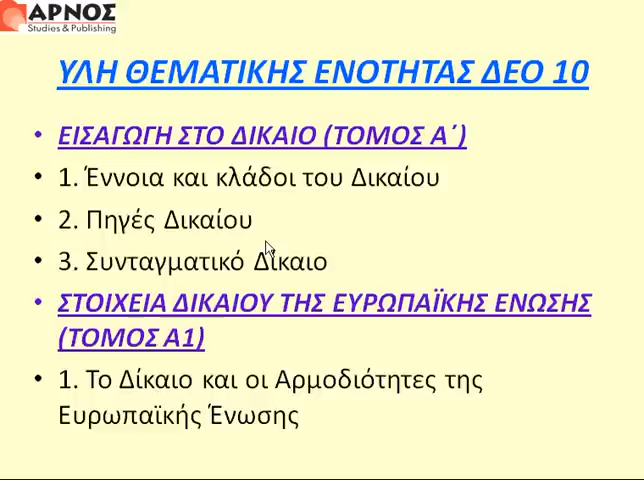 ΑΡΝΟΣ
Studies & Publishing
ΥΛΗ ΘΕΜΑΤΙΚΗΣ ΕΝΟΤΗΤΑΣ ΔΕΟ 10
• ΕΙΣΑΓΩΓΗ ΣΤΟ ΔΙΚΑΙΟ (ΤΟΜΟΣ Α΄)
• 1. Έννοια και κλάδοι του Δικαίου
• 2. Πηγές Δικαίου
• 3. Συνταγματικό Δίκαιο
• ΣΤΟΙΧΕΙΑ ΔΙΚΑΙΟΥ ΤΗΣ ΕΥΡΩΠΑΪΚΗΣ ΕΝΩΣΗΣ
(ΤΟΜΟΣ Α1)
• 1. Το Δίκαιο και οι Αρμοδιότητες της
Ευρωπαϊκής Ένωσης